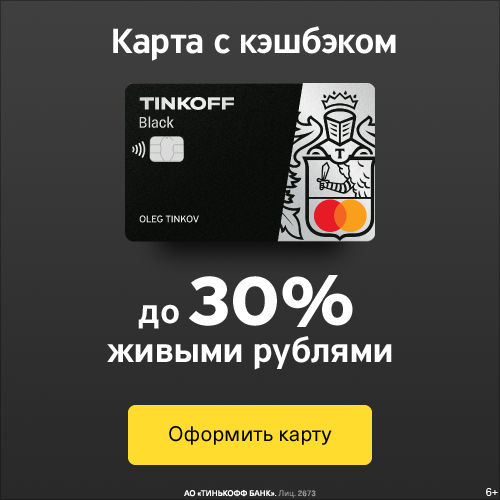 Карта с кэшбэком
TINKOFF
Black
T
OLEG TINKOV
до 30%
живыми рублями
Оформить карту
АО «ТИНЬКОФФ БАНК». Лиц. 2673
6+